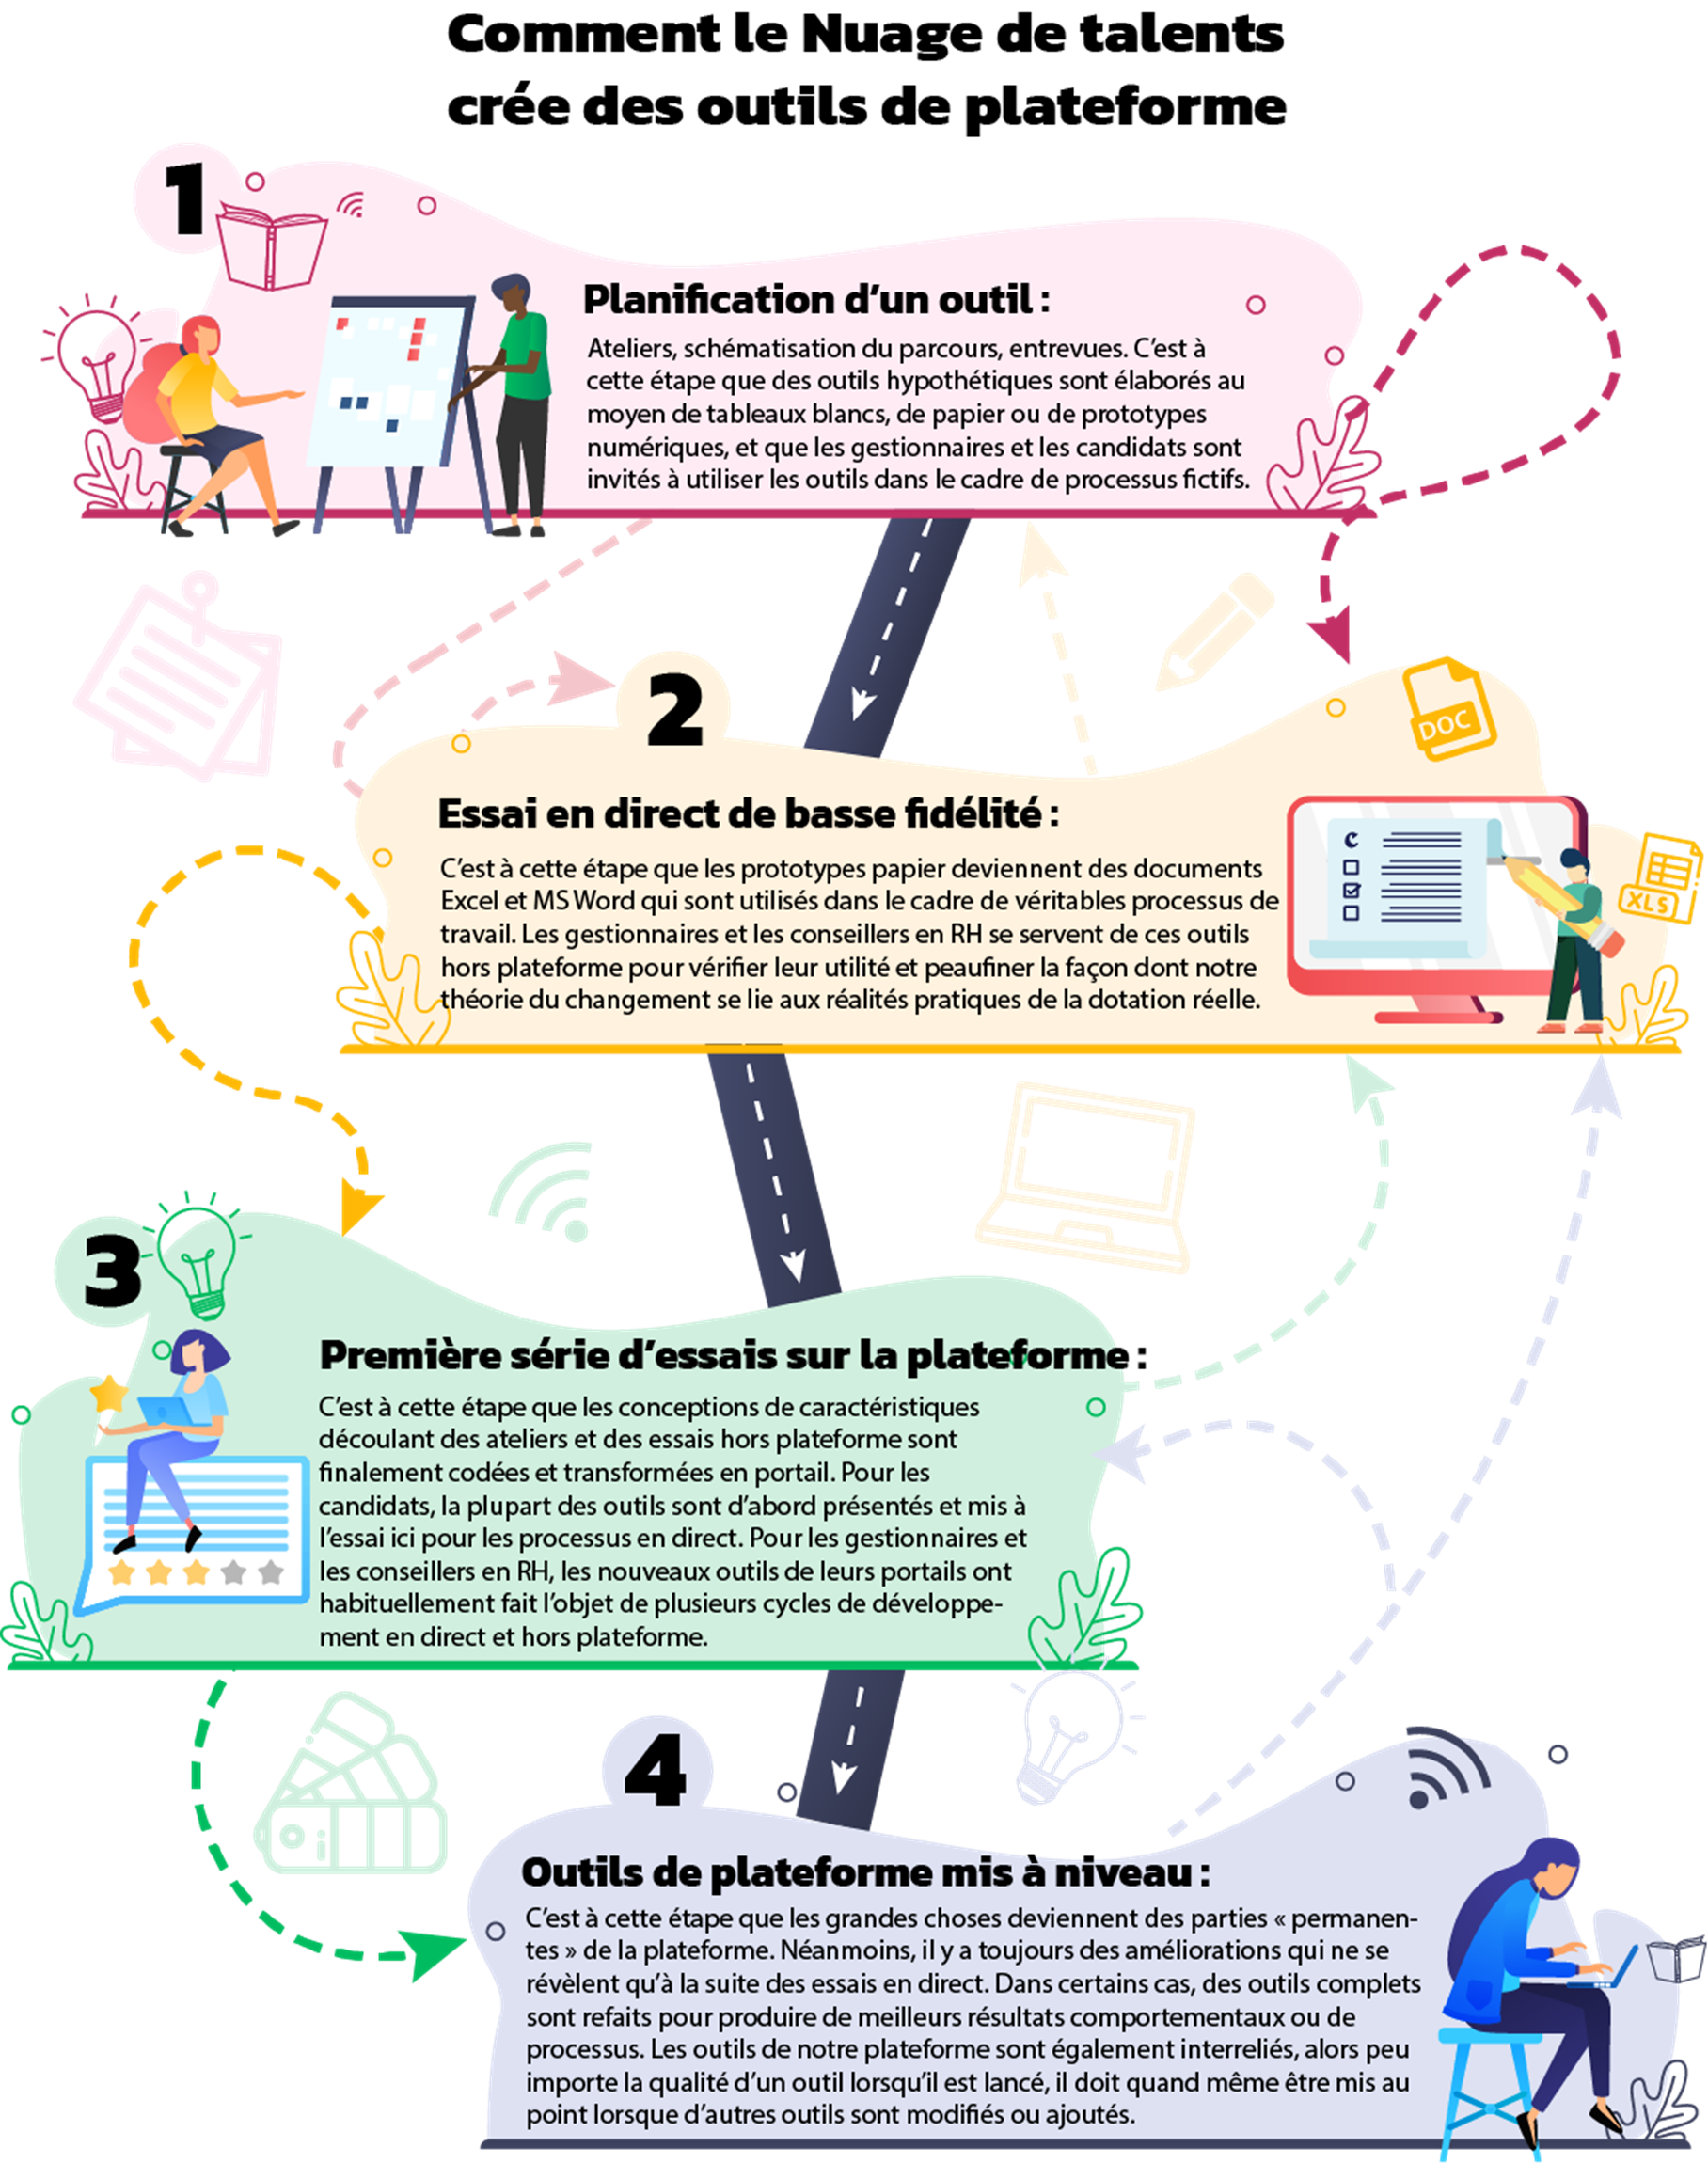 Comment le Nuage de talents
crée des outils de plateforme
1
Planification d’un outil :
Ateliers, schématisation du parcours, entrevues. C’est à
cette étape que des outils hypothétiques sont élaborés au
moyen de tableaux blancs, de papier ou de prototypes
numériques, et que les gestionnaires et les candidats sont
invités à utiliser les outils dans le cadre de processus fictifs.
2
DOC
Essai en direct de basse fidélité :
C’est à cette étape que les prototypes papier deviennent des documents
Excel et MS Word qui sont utilisés dans le cadre de véritables processus de
travail. Les gestionnaires et les conseillers en RH se servent de ces outils
hors plateforme pour vérifier leur utilité et peaufiner la façon dont notre
théorie du changement se lie aux réalités pratiques de la dotation réelle.
XLS
3
Première série d’essais sur la plateforme :
C’est à cette étape que les conceptions de caractéristiques
découlant des ateliers et des essais hors plateforme sont
finalement codées et transformées en portail. Pour les
candidats, la plupart des outils sont d’abord présentés et mis à
l’essai ici pour les processus en direct. Pour les gestionnaires et
les conseillers en RH, les nouveaux outils de leurs portails ont
habituellement fait l’objet de plusieurs cycles de développe-
ment en direct et hors plateforme.
4
Outils de plateforme mis à niveau :
C’est à cette étape que les grandes choses deviennent des parties « permanen-
tes » de la plateforme. Néanmoins, il y a toujours des améliorations qui ne se
révèlent qu’à la suite des essais en direct. Dans certains cas, des outils complets
sont refaits pour produire de meilleurs résultats comportementaux ou de
processus. Les outils de notre plateforme sont également interreliés, alors peu
importe la qualité d’un outil lorsqu’il est lancé, il doit quand même être mis au
point lorsque d’autres outils sont modifiés ou ajoutés.